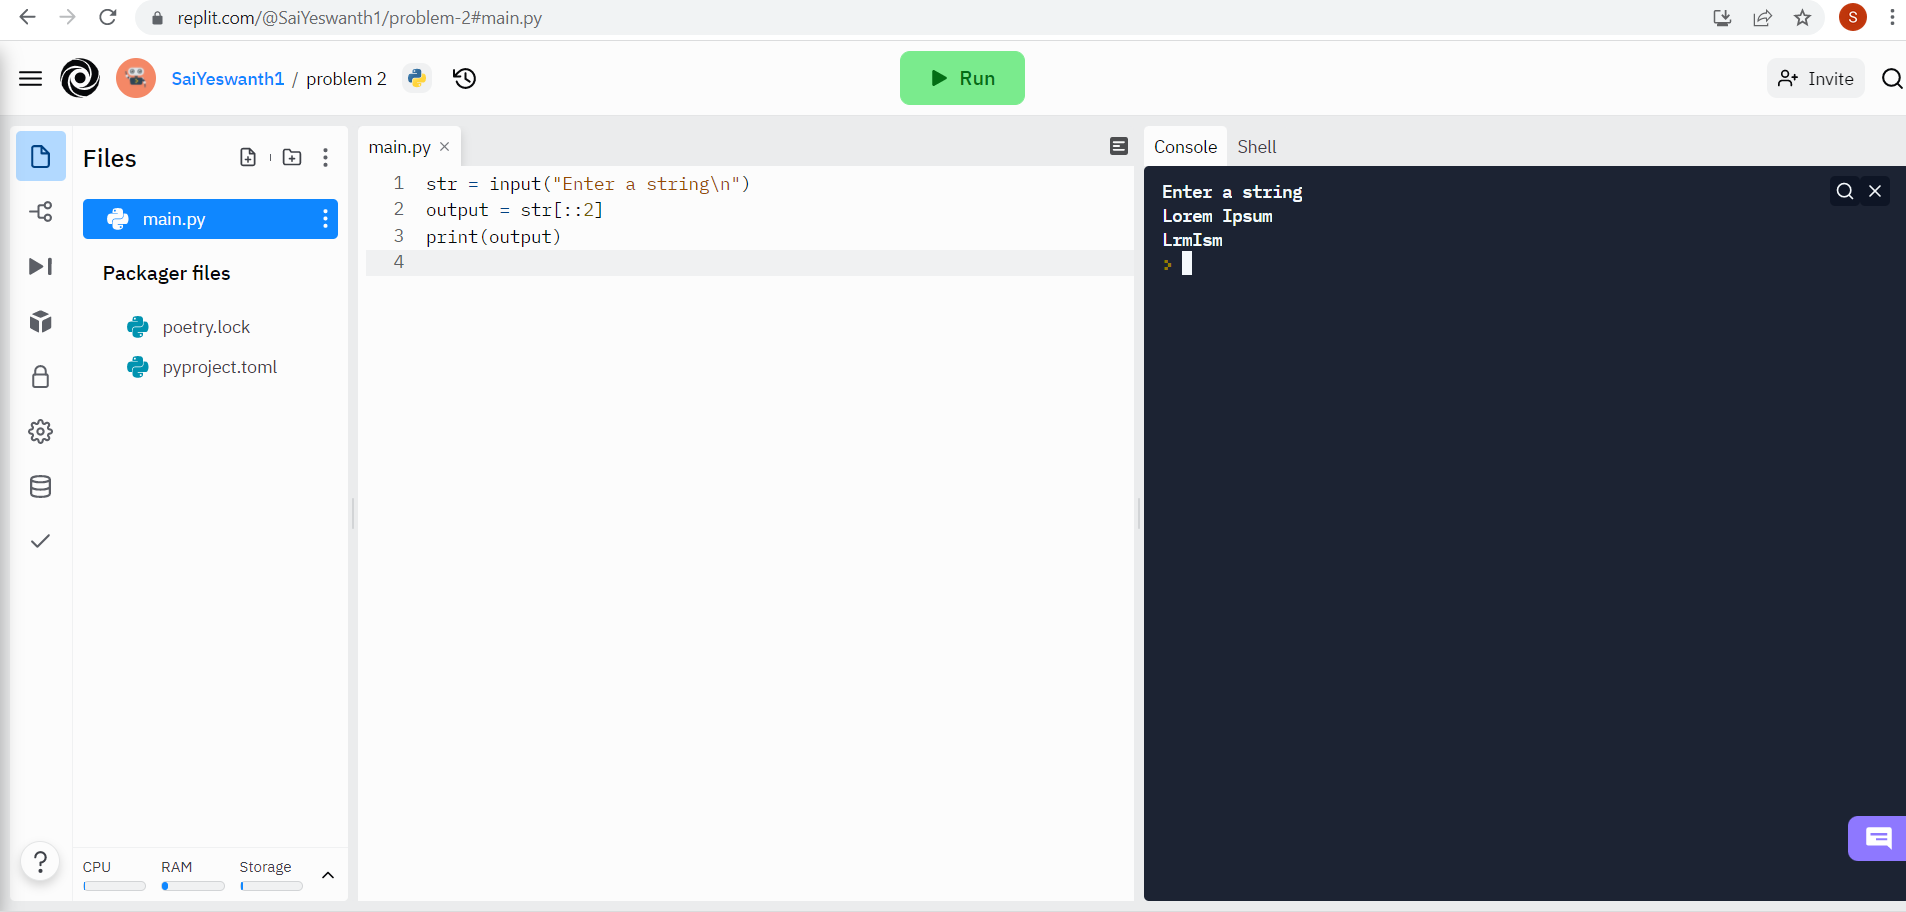 replit.com/@SaiYeswanth1/problem-2#main.py
S
SaiYeswanth1 / problem 2
Run
Invite
Files
main.py
Packager files
poetry.lock
pyproject.toml
CPU RAM Storage
?
main.py ×
1 str = input("Enter a string\n")
2 output = str[::2]
3 print(output)
4
Console Shell
Enter a string
Lorem Ipsum
LrmIsm
>